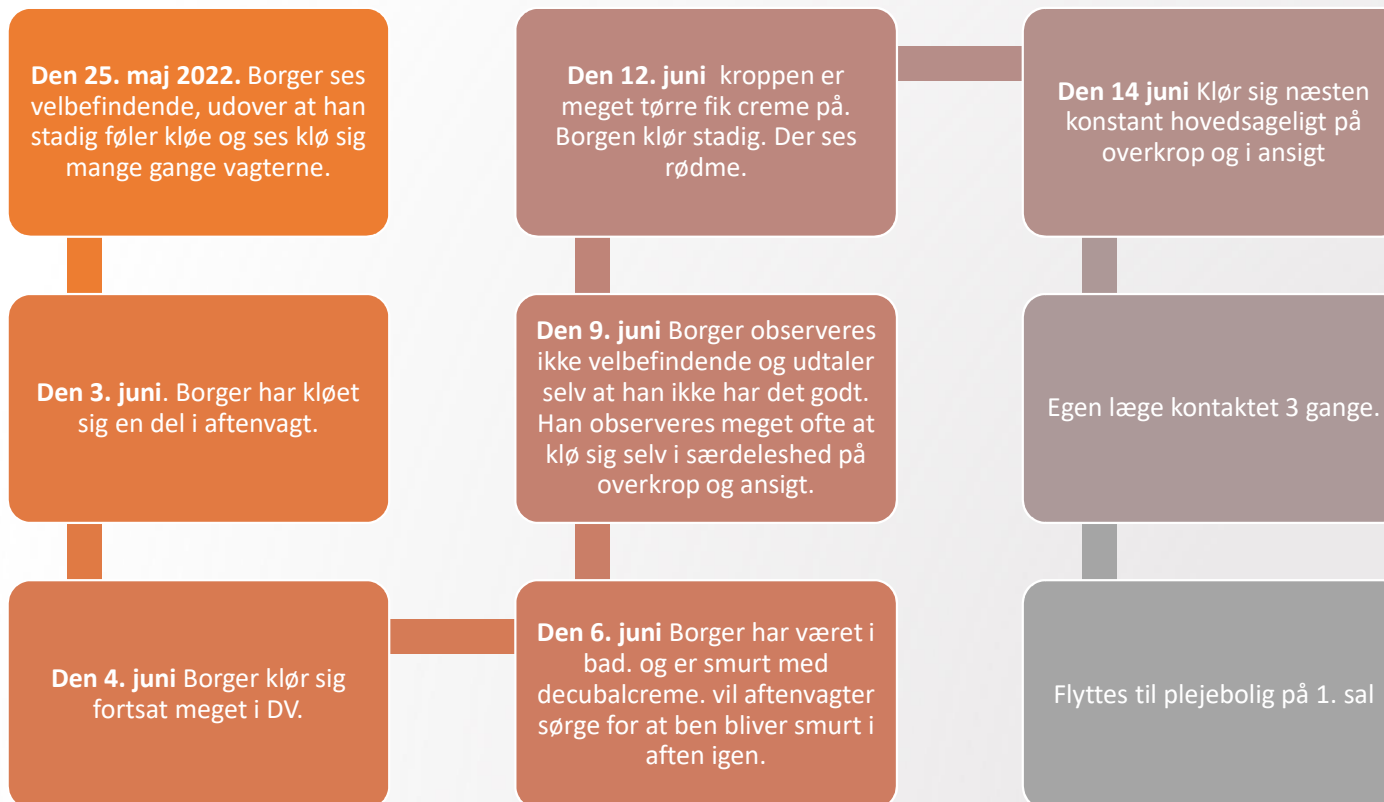 Den 25. maj 2022. Borger ses
velbefindende, udover at han
stadig føler kløe og ses klø sig
mange gange vagterne.
Den 3. juni. Borger har kløet
sig en del i aftenvagt.
Den 4. juni Borger klør sig
fortsat meget i DV.
Den 6. juni Borger har været i
bad. og er smurt med
decubalcreme. vil aftenvagter
sørge for at ben bliver smurt i
aften igen.
Den 9. juni Borger observeres
ikke velbefindende og udtaler
selv at han ikke har det godt.
Han observeres meget ofte at
klø sig selv i særdeleshed på
overkrop og ansigt.
Den 12. juni kroppen er
meget tørre fik creme på.
Borgen klør stadig. Der ses
rødme.
Den 14 juni Klør sig næsten
konstant hovedsageligt på
overkrop og i ansigt
Egen læge kontaktet 3 gange.
Flyttes til plejebolig på 1. sal